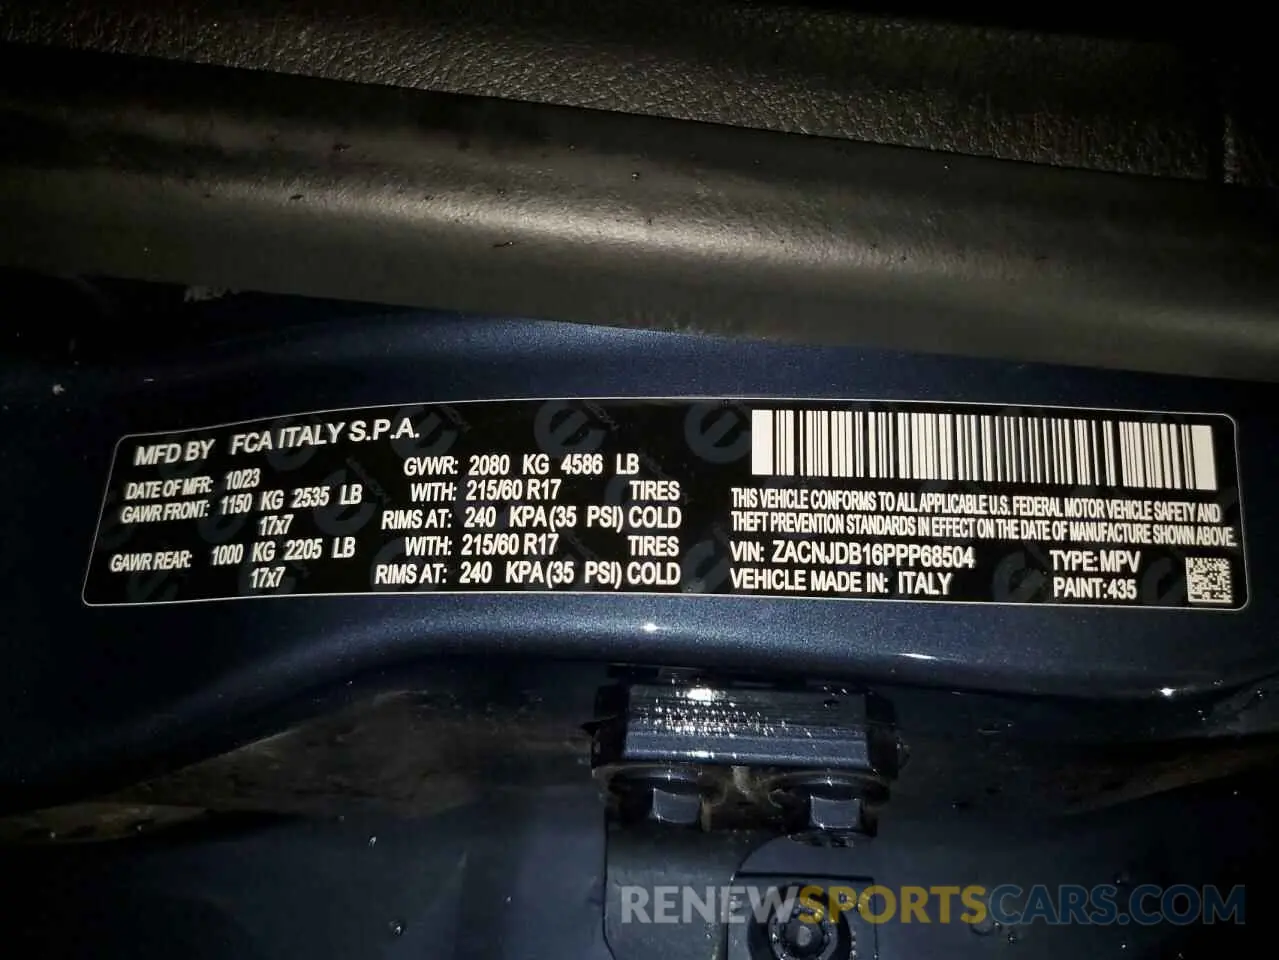 MFD BY FCA ITALY S.P.A.
DATE OF MFR: 10/23 GVWR: 2080 KG 4586 LB
GAWR FRONT: 1150 KG 2535 LB WITH: 215/60 R17 TIRES
17x7 RIMS AT: 240 KPA (35 PSI) COLD
GAWR REAR: 1000 KG 2205 LB WITH: 215/60 R17 TIRES
17x7 RIMS AT: 240 KPA (35 PSI) COLD
THIS VEHICLE CONFORMS TO ALL APPLICABLE U.S. FEDERAL MOTOR VEHICLE SAFETY AND
THEFT PREVENTION STANDARDS IN EFFECT ON THE DATE OF MANUFACTURE SHOWN ABOVE.
VIN: ZACNJDB16PPP68504 TYPE: MPV
VEHICLE MADE IN: ITALY PAINT: 435
RENEWSPORTSCARS.COM